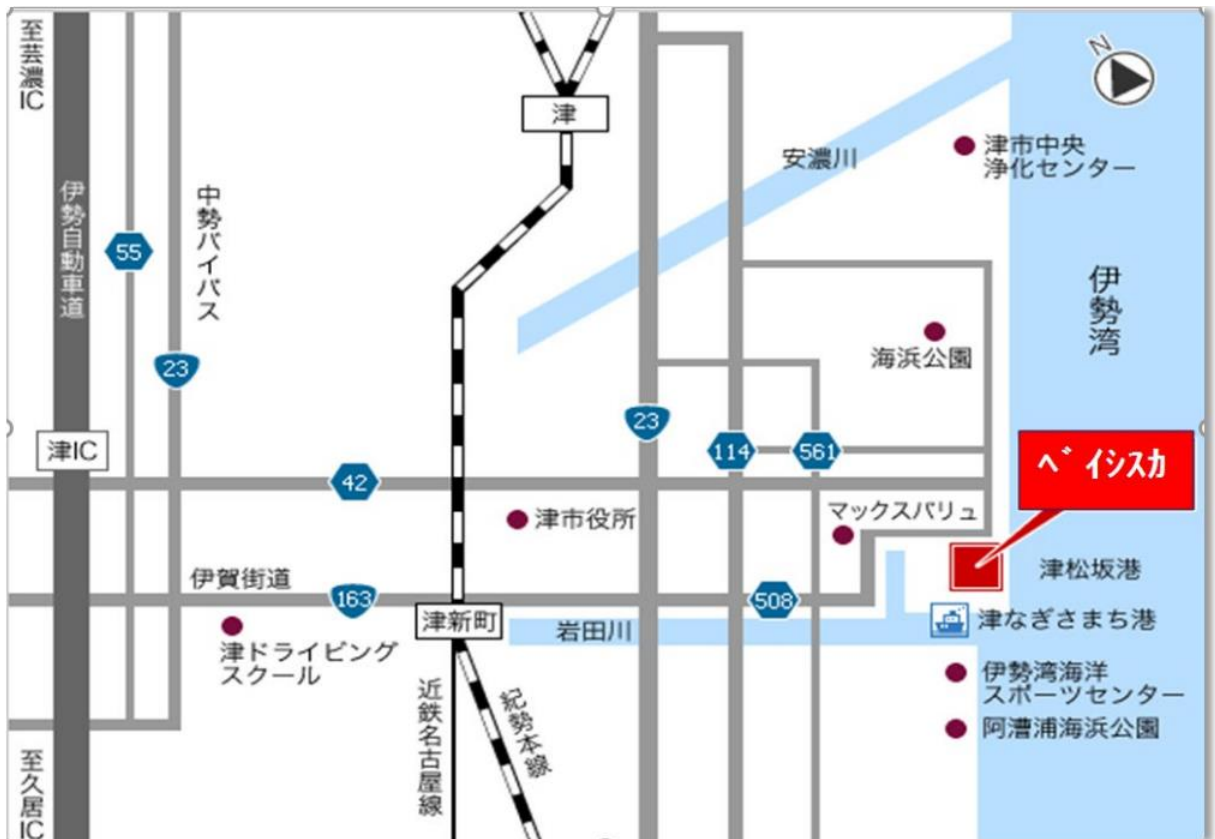 至芸濃IC
伊勢自動車道
55
中勢バイパス
23
津
安濃川
N
津市中央
浄化センター
伊勢湾
海浜公園
23
114
561
津IC
42
ベイシスカ
津市役所
マックスバリュ
伊賀街道
163
508
津松坂港
津新町
岩田川
津なぎさまち港
津ドライビング
スクール
伊勢湾海洋
スポーツセンター
近鉄名古屋線
紀勢本線
阿漕浦海浜公園
至久居IC